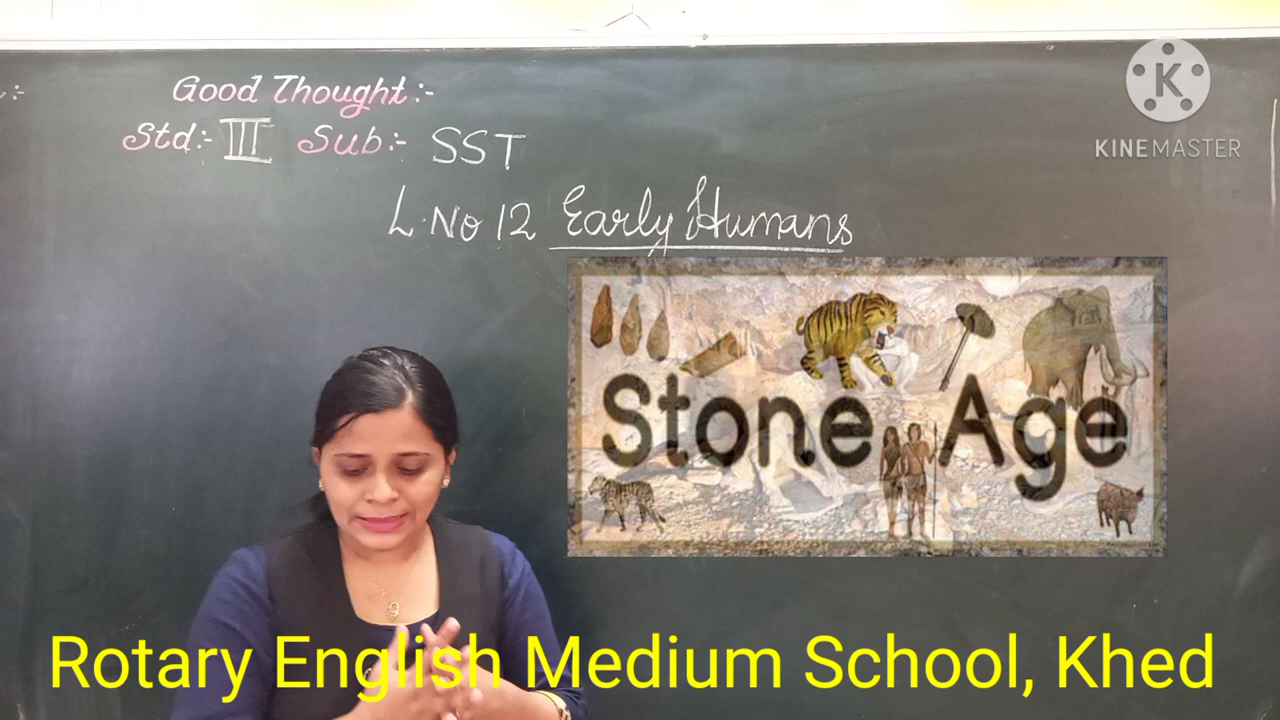 Good Thought:-
Std:- III Sub:- SST
L.No 12 Early Humans
K
KINEMASTER
Stone Age
Rotary English Medium School, Khed